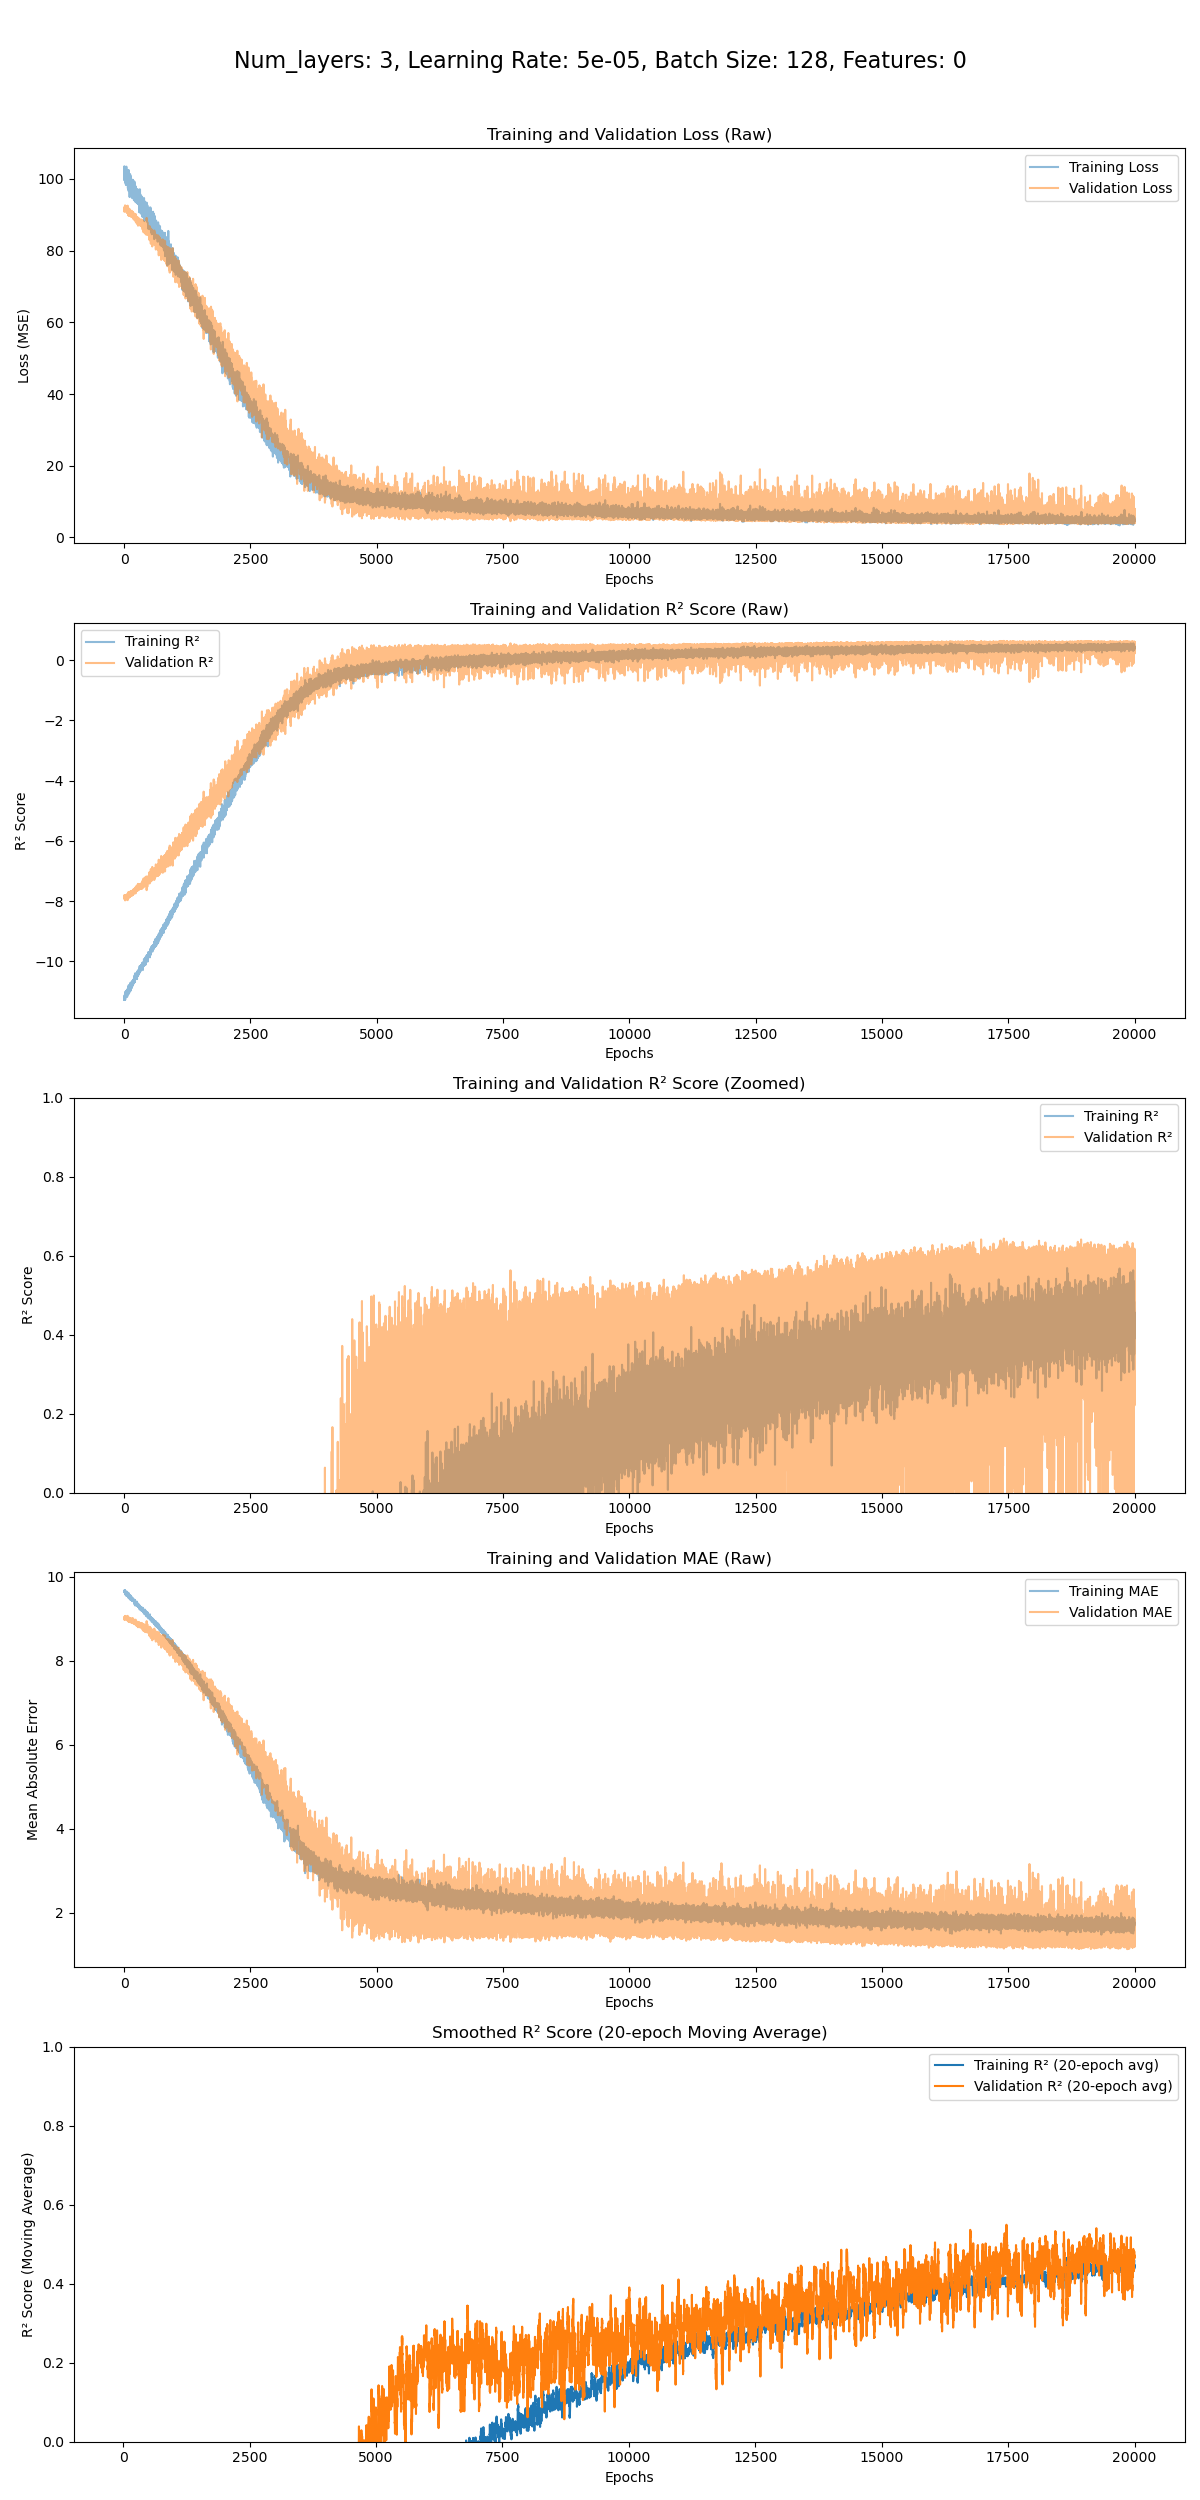 Num_layers: 3, Learning Rate: 5e-05, Batch Size: 128, Features: 0
Training and Validation Loss (Raw)
Training Loss
Validation Loss
Loss (MSE)
100
80
60
40
20
0
0 2500 5000 7500 10000 12500 15000 17500 20000
Epochs
Training and Validation R² Score (Raw)
Training R²
Validation R²
R² Score
0
−2
−4
−6
−8
−10
0 2500 5000 7500 10000 12500 15000 17500 20000
Epochs
Training and Validation R² Score (Zoomed)
Training R²
Validation R²
R² Score
1.0
0.8
0.6
0.4
0.2
0.0
0 2500 5000 7500 10000 12500 15000 17500 20000
Epochs
Training and Validation MAE (Raw)
Training MAE
Validation MAE
Mean Absolute Error
10
8
6
4
2
0 2500 5000 7500 10000 12500 15000 17500 20000
Epochs
Smoothed R² Score (20-epoch Moving Average)
Training R² (20-epoch avg)
Validation R² (20-epoch avg)
R² Score (Moving Average)
1.0
0.8
0.6
0.4
0.2
0.0
0 2500 5000 7500 10000 12500 15000 17500 20000
Epochs